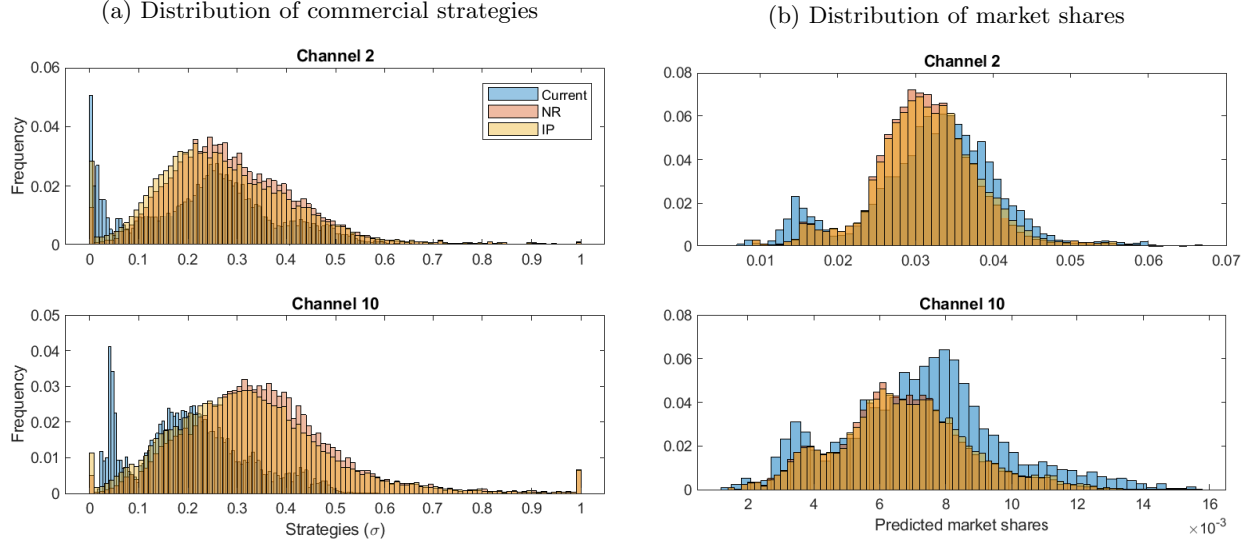 (a) Distribution of commercial strategies
Channel 2
0.06
0.04
0.02
0
Frequency
Current
NR
IP
0 0.1 0.2 0.3 0.4 0.5 0.6 0.7 0.8 0.9 1
Channel 10
0.05
0.04
0.03
0.02
0.01
0
Frequency
0 0.1 0.2 0.3 0.4 0.5 0.6 0.7 0.8 0.9 1
Strategies (σ)
(b) Distribution of market shares
Channel 2
0.08
0.06
0.04
0.02
0
0.01 0.02 0.03 0.04 0.05 0.06 0.07
Channel 10
0.08
0.06
0.04
0.02
0
2 4 6 8 10 12 14 16
Predicted market shares
×10⁻³